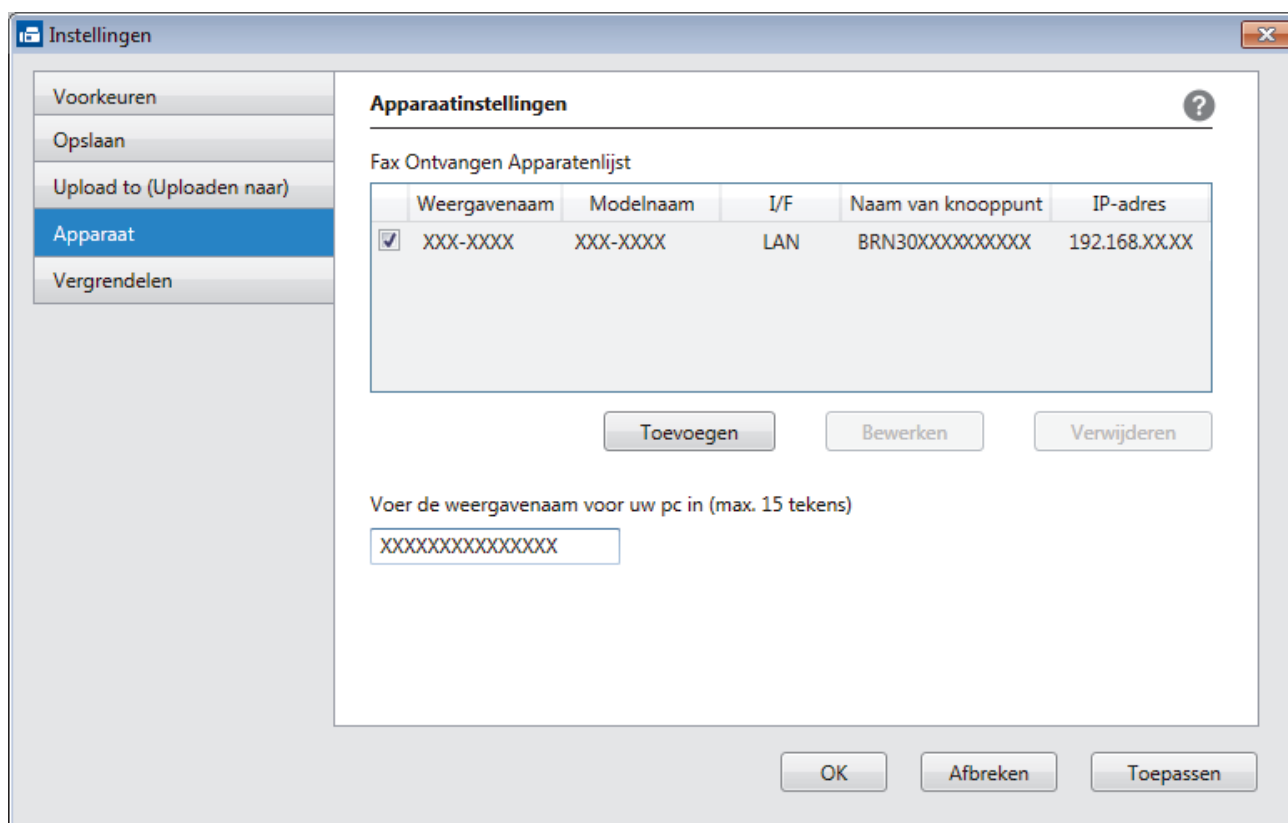 Instellingen
Voorkeuren
Opslaan
Upload to (Uploaden naar)
Apparaat
Vergrendelen
Apparaatinstellingen
?
Fax Ontvangen Apparatenlijst
Weergavenaam Modelnaam I/F Naam van knooppunt IP-adres
XXX-XXXX XXX-XXXX LAN BRN30XXXXXXXXXX 192.168.XX.XX
Toevoegen Bewerken Verwijderen
Voer de weergavenaam voor uw pc in (max. 15 tekens)
XXXXXXXXXXXXXXX
OK Afbreken Toepassen